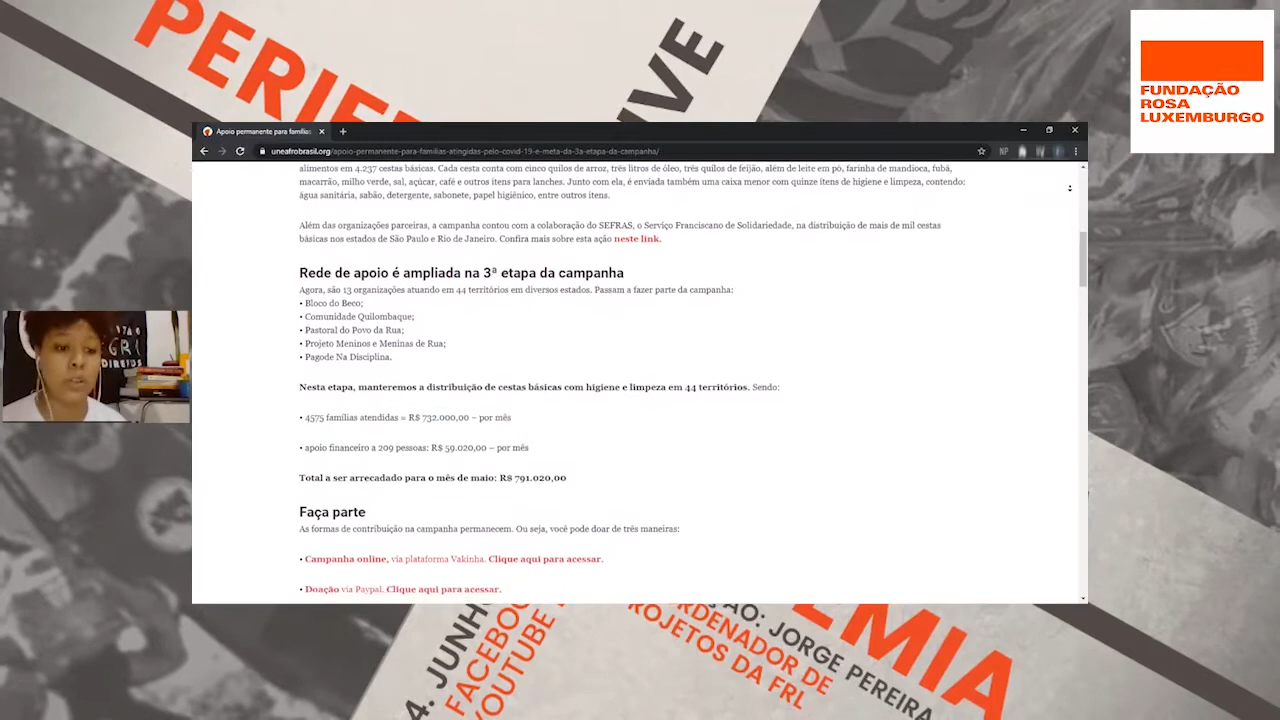 PERIFE
IVE
FUNDAÇÃO
ROSA
LUXEMBURGO
Apoio permanente para famílias
uneafrobrasil.org/apoio-permanente-para-familias-atingidas-pelo-covid-19-e-meta-da-3a-etapa-da-campanha/
NP
alimentos em 4.237 cestas básicas. Cada cesta conta com cinco quilos de arroz, três litros de óleo, três quilos de feijão, além de leite em pó, farinha de mandioca, fubá,
macarrão, milho verde, sal, açúcar, café e outros itens para lanches. Junto com ela, é enviada também uma caixa menor com quinze itens de higiene e limpeza, contendo:
água sanitária, sabão, detergente, sabonete, papel higiênico, entre outros itens.
Além das organizações parceiras, a campanha contou com a colaboração do SEFRAS, o Serviço Franciscano de Solidariedade, na distribuição de mais de mil cestas
básicas nos estados de São Paulo e Rio de Janeiro. Confira mais sobre esta ação neste link.
Rede de apoio é ampliada na 3ª etapa da campanha
Agora, são 13 organizações atuando em 44 territórios em diversos estados. Passam a fazer parte da campanha:
• Bloco do Beco;
• Comunidade Quilombaque;
• Pastoral do Povo da Rua;
• Projeto Meninos e Meninas de Rua;
• Pagode Na Disciplina.
Nesta etapa, manteremos a distribuição de cestas básicas com higiene e limpeza em 44 territórios. Sendo:
• 4575 famílias atendidas = R$ 732.000,00 – por mês
• apoio financeiro a 209 pessoas: R$ 59.020,00 – por mês
Total a ser arrecadado para o mês de maio: R$ 791.020,00
Faça parte
As formas de contribuição na campanha permanecem. Ou seja, você pode doar de três maneiras:
• Campanha online, via plataforma Vakinha. Clique aqui para acessar.
• Doação via Paypal. Clique aqui para acessar.
GRI
DIREITOS
4. JUNHO
FACEBOO
YOUTUBE
EMIA
ÃO: JORGE PEREIRA
RDENADOR DE
PROJETOS DA FRL